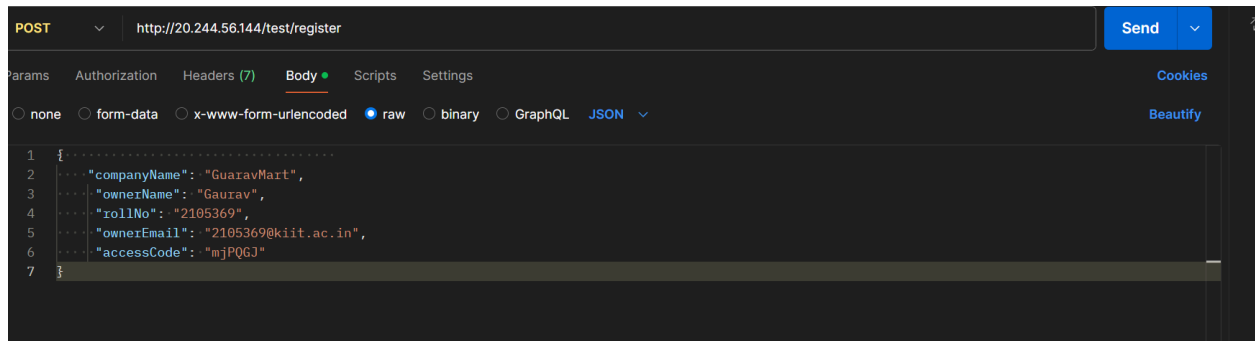 POST http://20.244.56.144/test/register Send
Params Authorization Headers (7) Body Scripts Settings Cookies
none form-data x-www-form-urlencoded raw binary GraphQL JSON Beautify
1 {
2 "companyName": "GuaravMart",
3 "ownerName": "Gaurav",
4 "rollNo": "2105369",
5 "ownerEmail": "2105369@kiit.ac.in",
6 "accessCode": "mjPQGJ"
7 }